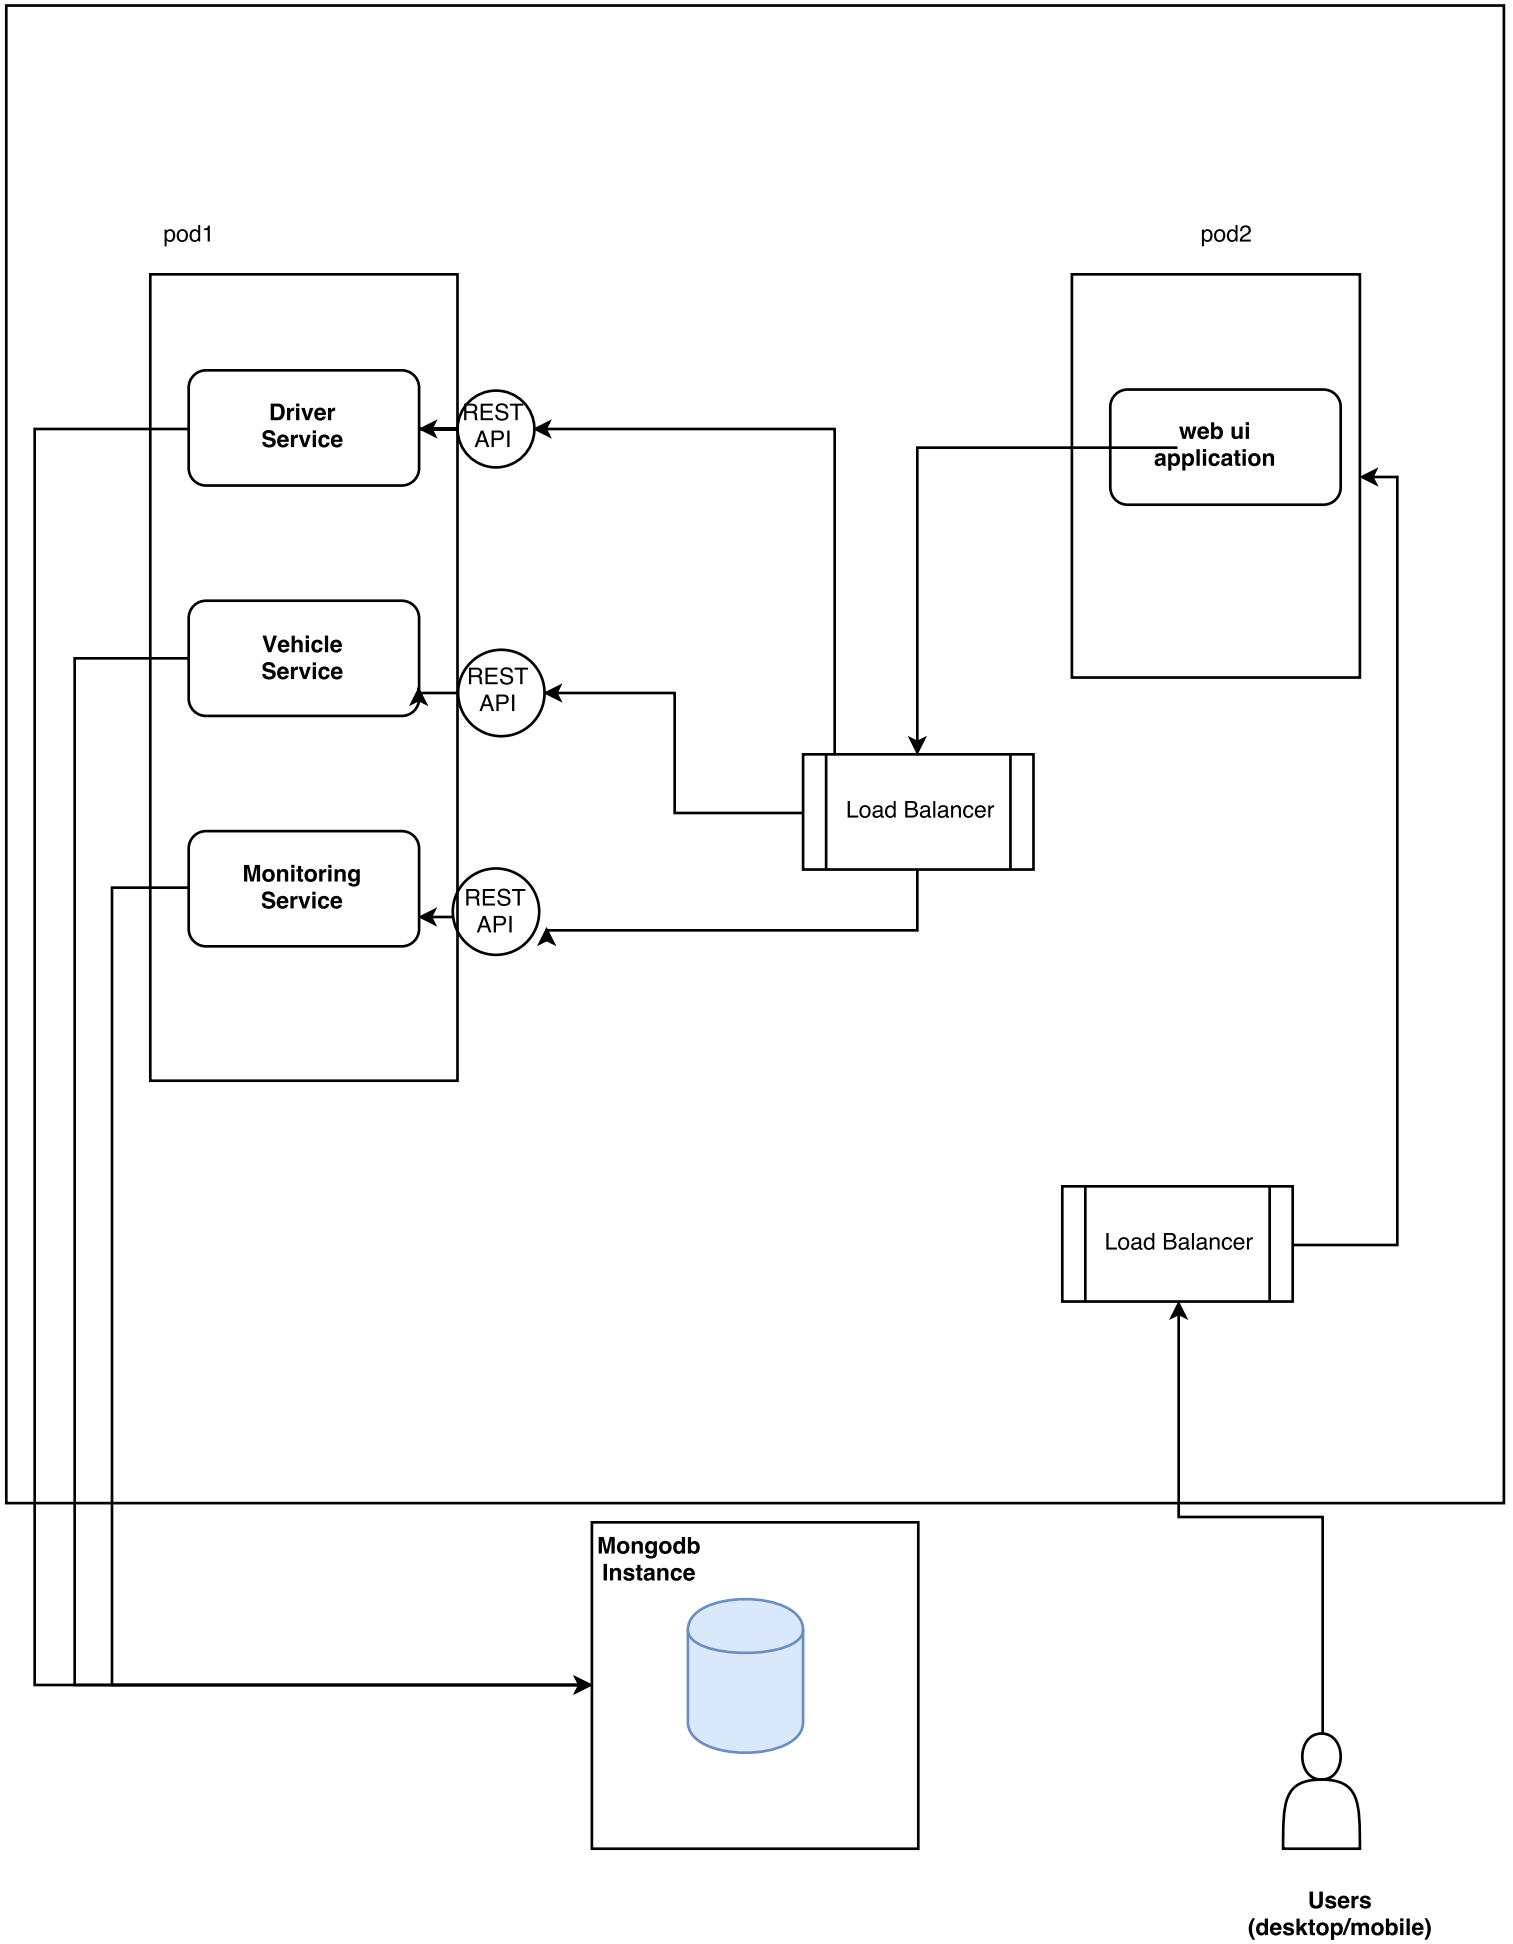 pod1
pod2
Driver
Service
REST
API
web ui
application
Vehicle
Service
REST
API
Load Balancer
Monitoring
Service
REST
API
Load Balancer
Mongodb
Instance
Users
(desktop/mobile)